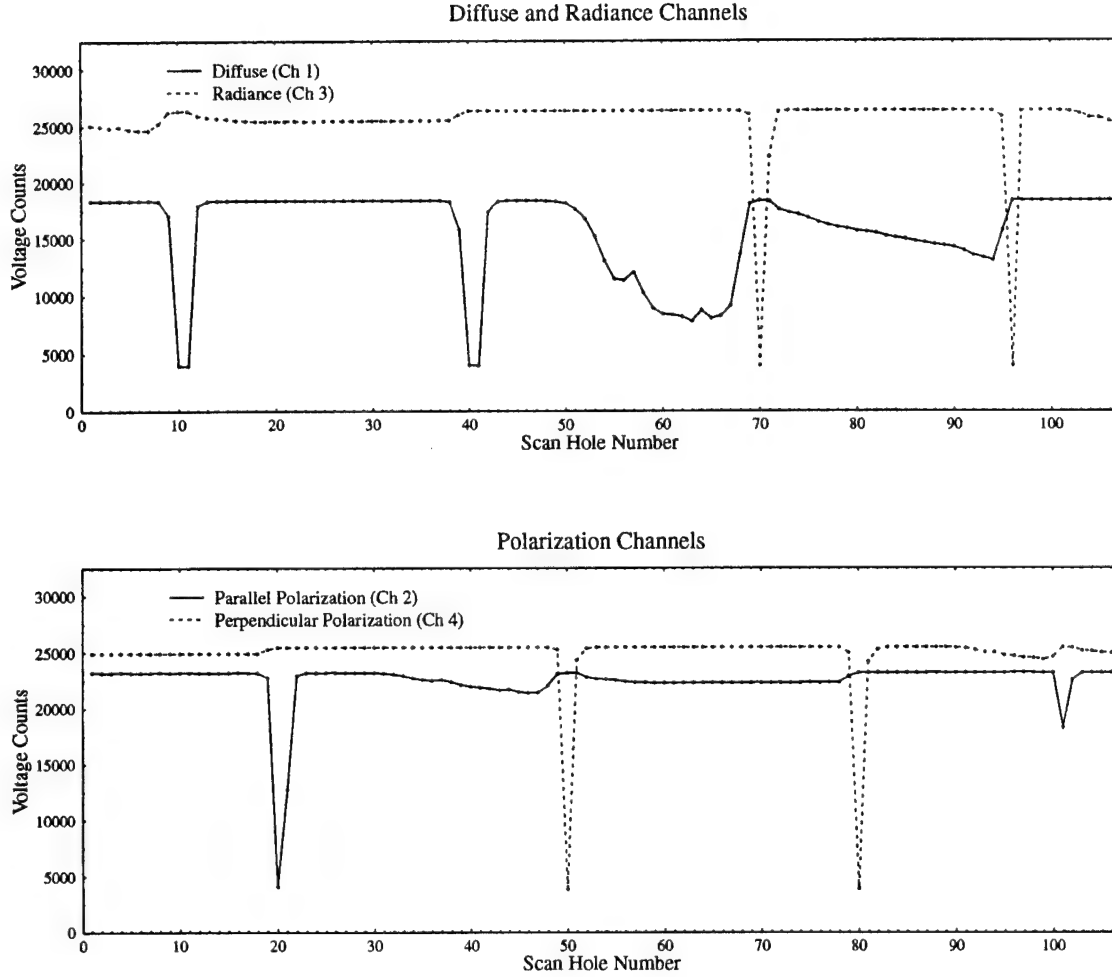 Diffuse and Radiance Channels
30000
25000
20000
15000
10000
5000
0
Voltage Counts
Diffuse (Ch 1)
Radiance (Ch 3)
0 10 20 30 40 50 60 70 80 90 100
Scan Hole Number
Polarization Channels
30000
25000
20000
15000
10000
5000
0
Voltage Counts
Parallel Polarization (Ch 2)
Perpendicular Polarization (Ch 4)
0 10 20 30 40 50 60 70 80 90 100
Scan Hole Number